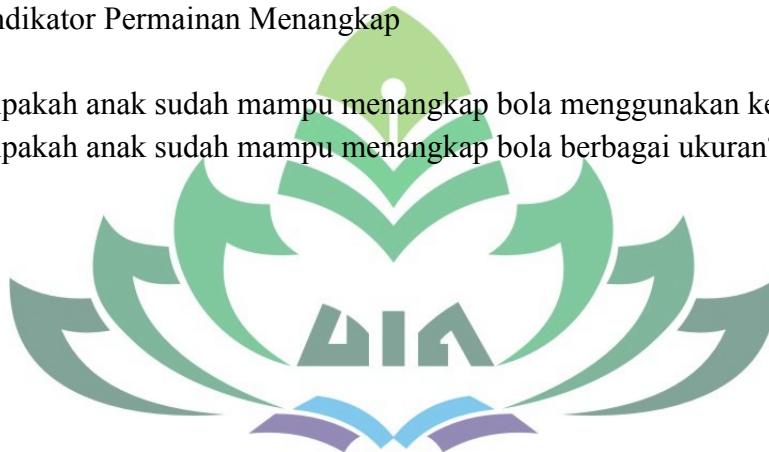 ndikator Permainan Menangkap
pakah anak sudah mampu menangkap bola menggunakan ke
pakah anak sudah mampu menangkap bola berbagai ukuran
UIN